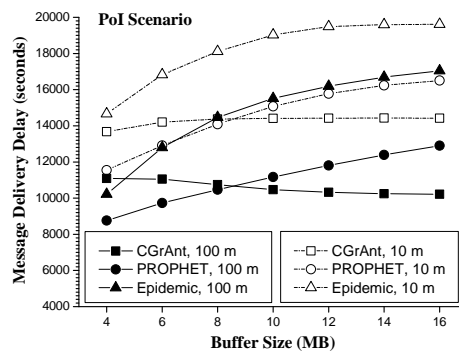 PoI Scenario
Message Delivery Delay (seconds)
20000
18000
16000
14000
12000
10000
8000
6000
4000
CGrAnt, 100 m
PROPHET, 100 m
Epidemic, 100 m
CGrAnt, 10 m
PROPHET, 10 m
Epidemic, 10 m
4 6 8 10 12 14 16
Buffer Size (MB)